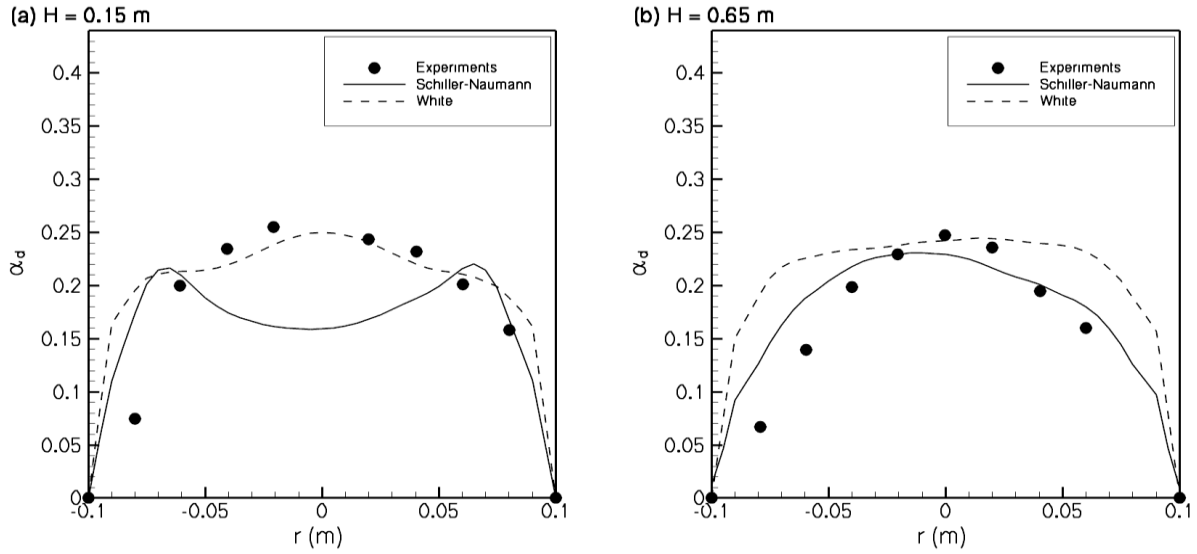 (a) H = 0.15 m
0.4
0.35
0.3
0.25
0.2
0.15
0.1
0.05
0
αd
-0.1
-0.05
0
0.05
0.1
r (m)
Experiments
Schiller-Naumann
White
(b) H = 0.65 m
0.4
0.35
0.3
0.25
0.2
0.15
0.1
0.05
0
αd
-0.1
-0.05
0
0.05
0.1
r (m)
Experiments
Schiller-Naumann
White